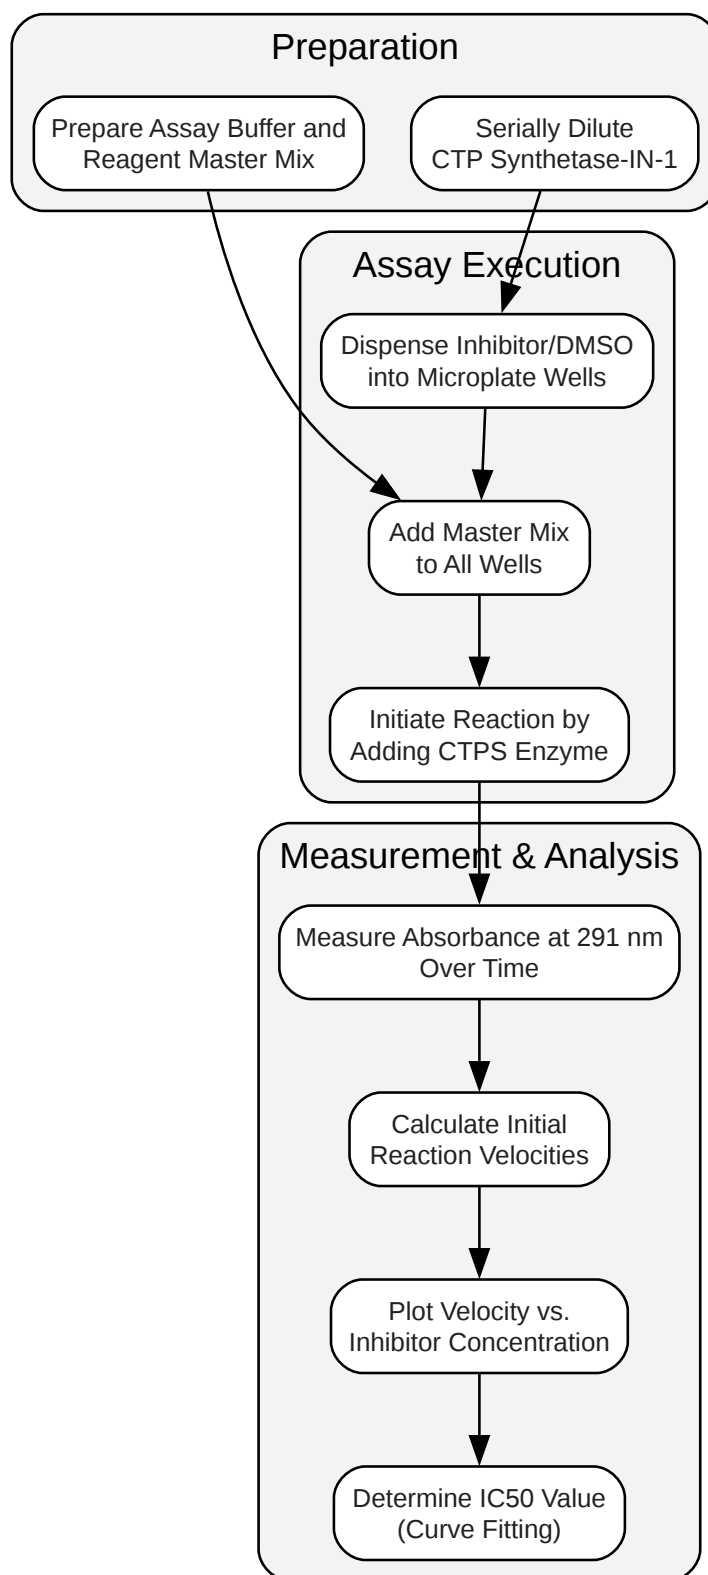 Preparation
Prepare Assay Buffer and
Reagent Master Mix
Serially Dilute
CTP Synthetase-IN-1
Assay Execution
Dispense Inhibitor/DMSO
into Microplate Wells
Add Master Mix
to All Wells
Initiate Reaction by
Adding CTPS Enzyme
Measurement & Analysis
Measure Absorbance at 291 nm
Over Time
Calculate Initial
Reaction Velocities
Plot Velocity vs.
Inhibitor Concentration
Determine IC50 Value
(Curve Fitting)